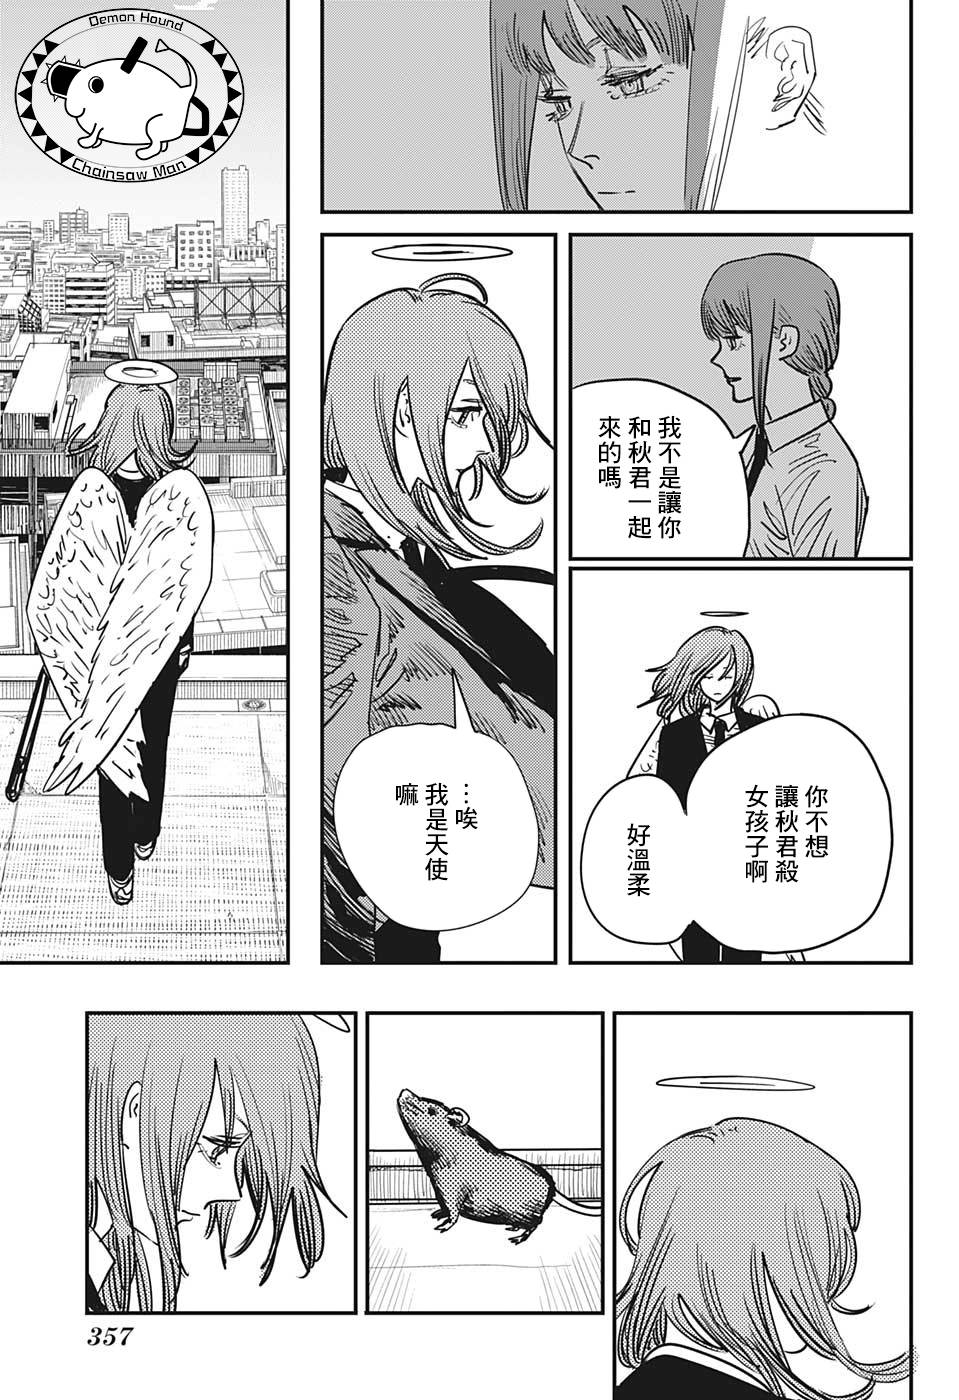 Demon Hound
Chainsaw Man
我不是讓你
和秋君一起
來的嗎
你不想
讓秋君殺
女孩子啊
好溫柔
…唉
我是天使
嘛
357